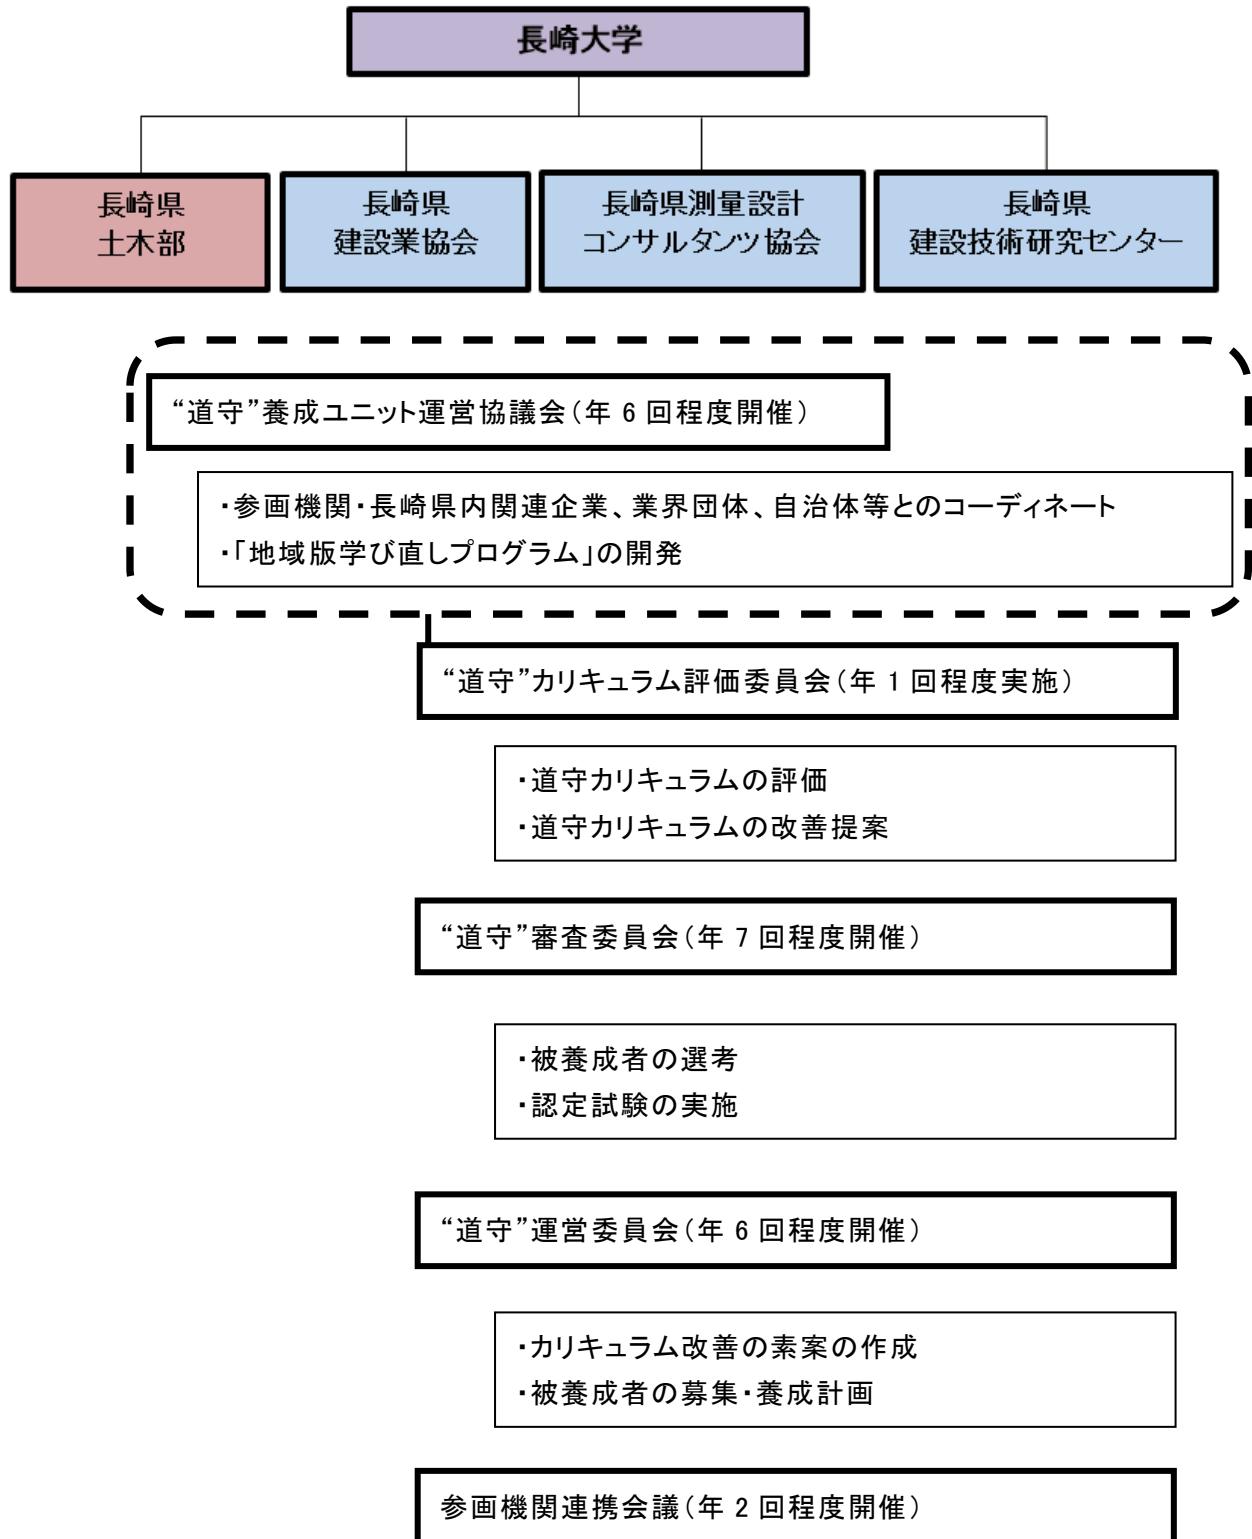 長崎大学
長崎県
土木部
長崎県
建設業協会
長崎県測量設計
コンサルタンツ協会
長崎県
建設技術研究センター
“道守”養成ユニット運営協議会（年 6 回程度開催）
・参画機関・長崎県内関連企業、業界団体、自治体等とのコーディネート
・「地域版学び直しプログラム」の開発
“道守”カリキュラム評価委員会（年 1 回程度実施）
・道守カリキュラムの評価
・道守カリキュラムの改善提案
“道守”審査委員会（年 7 回程度開催）
・被養成者の選考
・認定試験の実施
“道守”運営委員会（年 6 回程度開催）
・カリキュラム改善の素案の作成
・被養成者の募集・養成計画
参画機関連携会議（年 2 回程度開催）